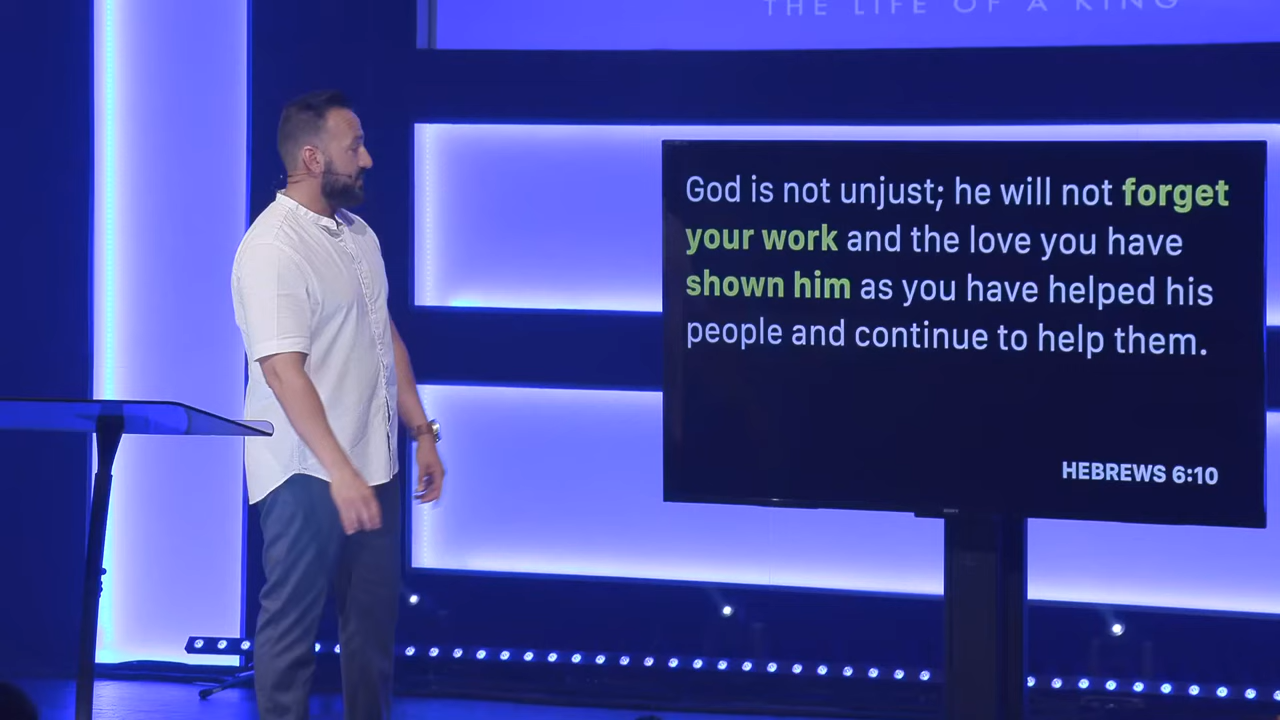 THE LIFE OF A KING
God is not unjust; he will not forget
your work and the love you have
shown him as you have helped his
people and continue to help them.
HEBREWS 6:10